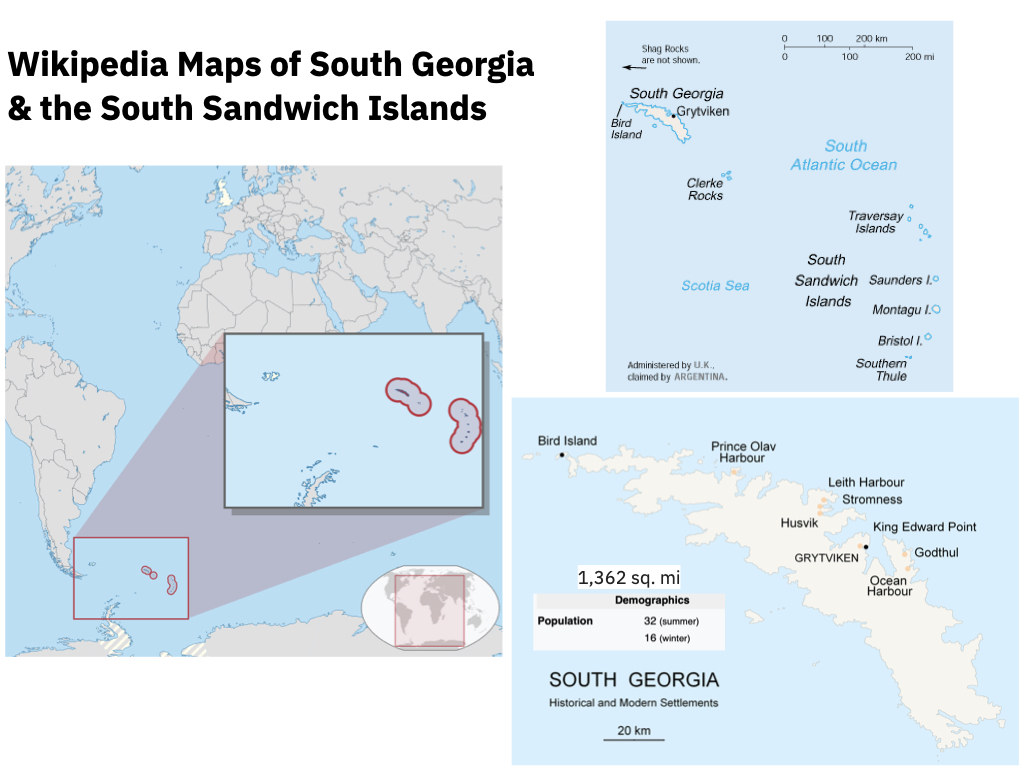 Wikipedia Maps of South Georgia
& the South Sandwich Islands
Shag Rocks
are not shown.
0 100 200 km
0 100 200 mi
South Georgia
Grytviken
Bird
Island
South
Atlantic Ocean
Clerke
Rocks
Traversay
Islands
South
Sandwich
Islands
Saunders I.
Scotia Sea
Montagu I.
Bristol I.
Southern
Thule
Administered by U.K.,
claimed by ARGENTINA.
Bird Island
Prince Olav
Harbour
Leith Harbour
Stromness
Husvik
King Edward Point
GRYTVIKEN
Godthul
Ocean
Harbour
1,362 sq. mi
Demographics
Population 32 (summer)
16 (winter)
SOUTH GEORGIA
Historical and Modern Settlements
20 km